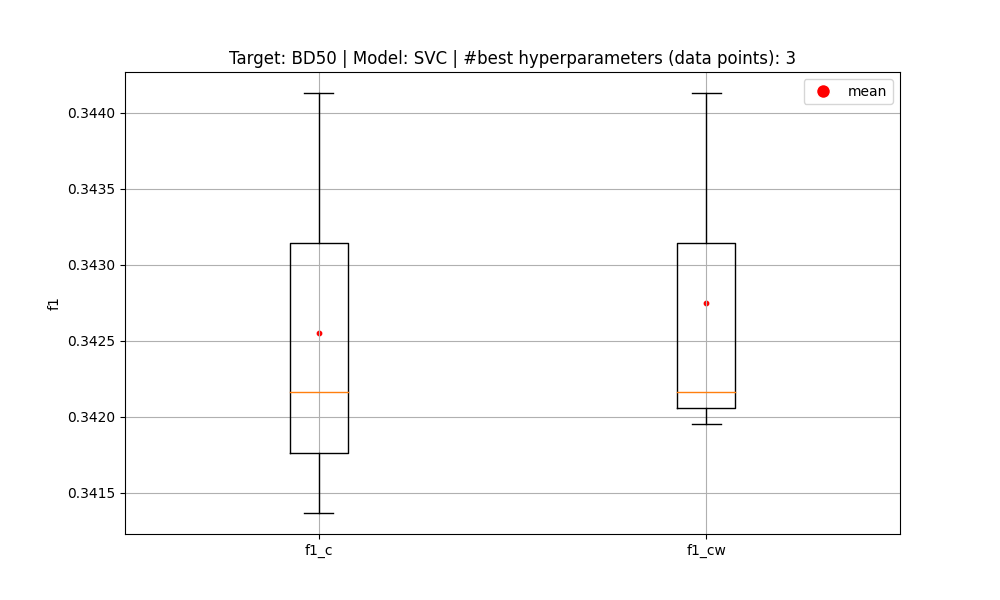 Target: BD50 | Model: SVC | #best hyperparameters (data points): 3
mean
0.3440
0.3435
0.3430
0.3425
0.3420
0.3415
f1
f1_c
f1_cw